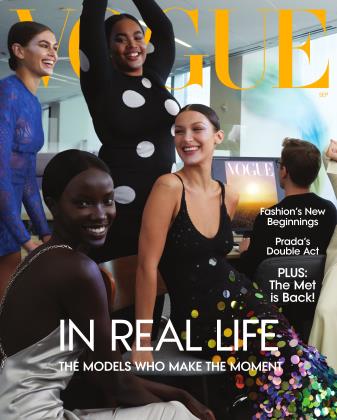 VOGUE
SEP
VOGUE
Fashion's New
Beginnings
Prada's
Double Act
PLUS:
The Met
is Back!
IN REAL LIFE
THE MODELS WHO MAKE THE MOMENT